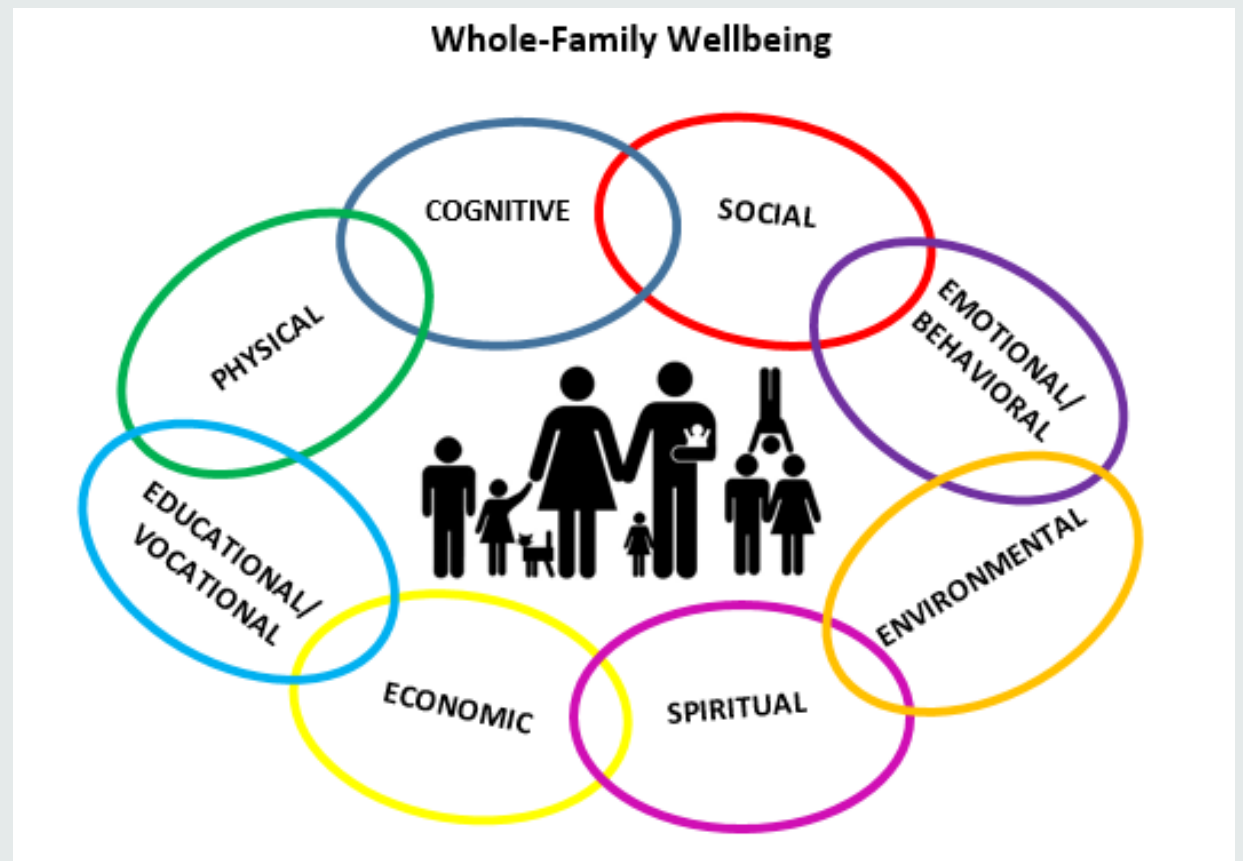 Whole-Family Wellbeing
COGNITIVE
SOCIAL
EMOTIONAL/
BEHAVIORAL
PHYSICAL
EDUCATIONAL/
VOCATIONAL
ENVIRONMENTAL
ECONOMIC
SPIRITUAL